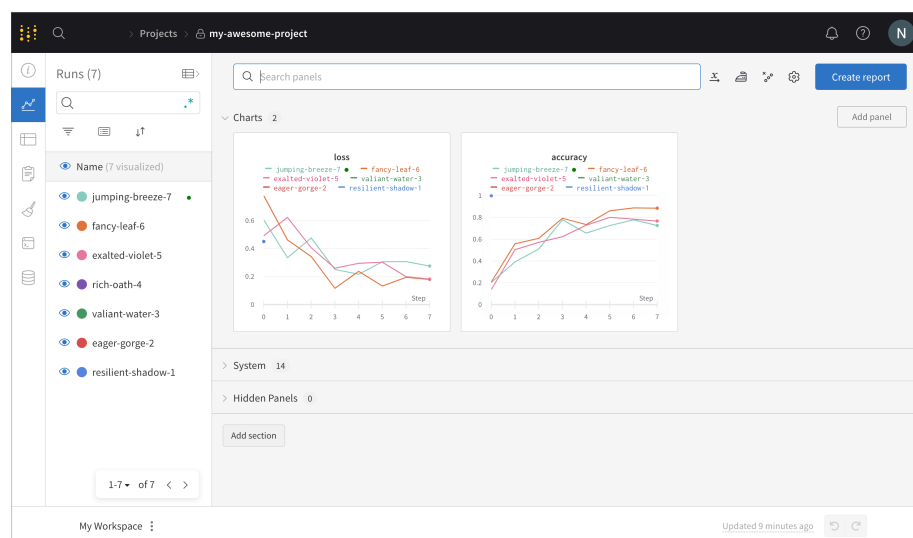 Projects > my-awesome-project
N
Runs (7)
Search panels
Create report
.*
Charts 2
Add panel
Name (7 visualized)
jumping-breeze-7
fancy-leaf-6
exalted-violet-5
rich-oath-4
valiant-water-3
eager-gorge-2
resilient-shadow-1
loss
jumping-breeze-7 fancy-leaf-6
exalted-violet-5 valiant-water-3
eager-gorge-2 resilient-shadow-1
0.6
0.4
0.2
0
Step
0 1 2 3 4 5 6 7
accuracy
jumping-breeze-7 fancy-leaf-6
exalted-violet-5 valiant-water-3
eager-gorge-2 resilient-shadow-1
1
0.8
0.6
0.4
0.2
0
Step
0 1 2 3 4 5 6 7
System 14
Hidden Panels 0
Add section
1-7 of 7 < >
My Workspace
Updated 9 minutes ago